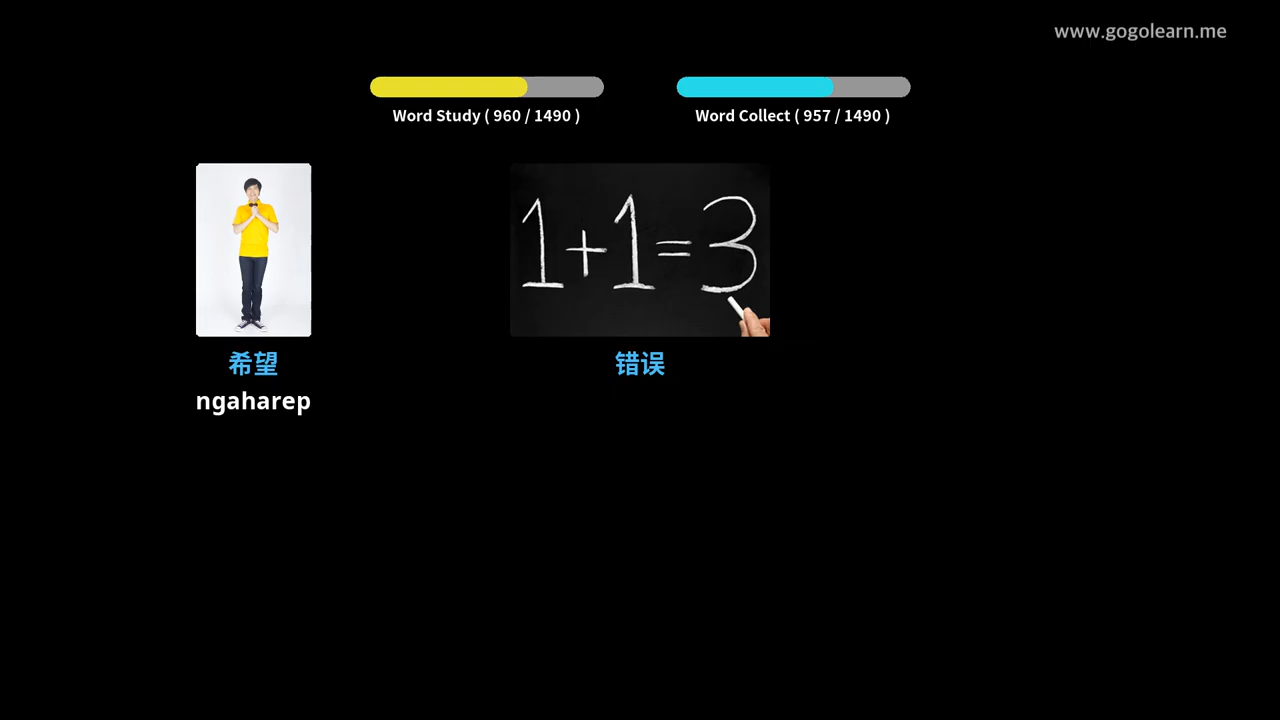 www.gogolearn.me
Word Study ( 960 / 1490 )
Word Collect ( 957 / 1490 )
1+1=3
希望
错误
ngaharep